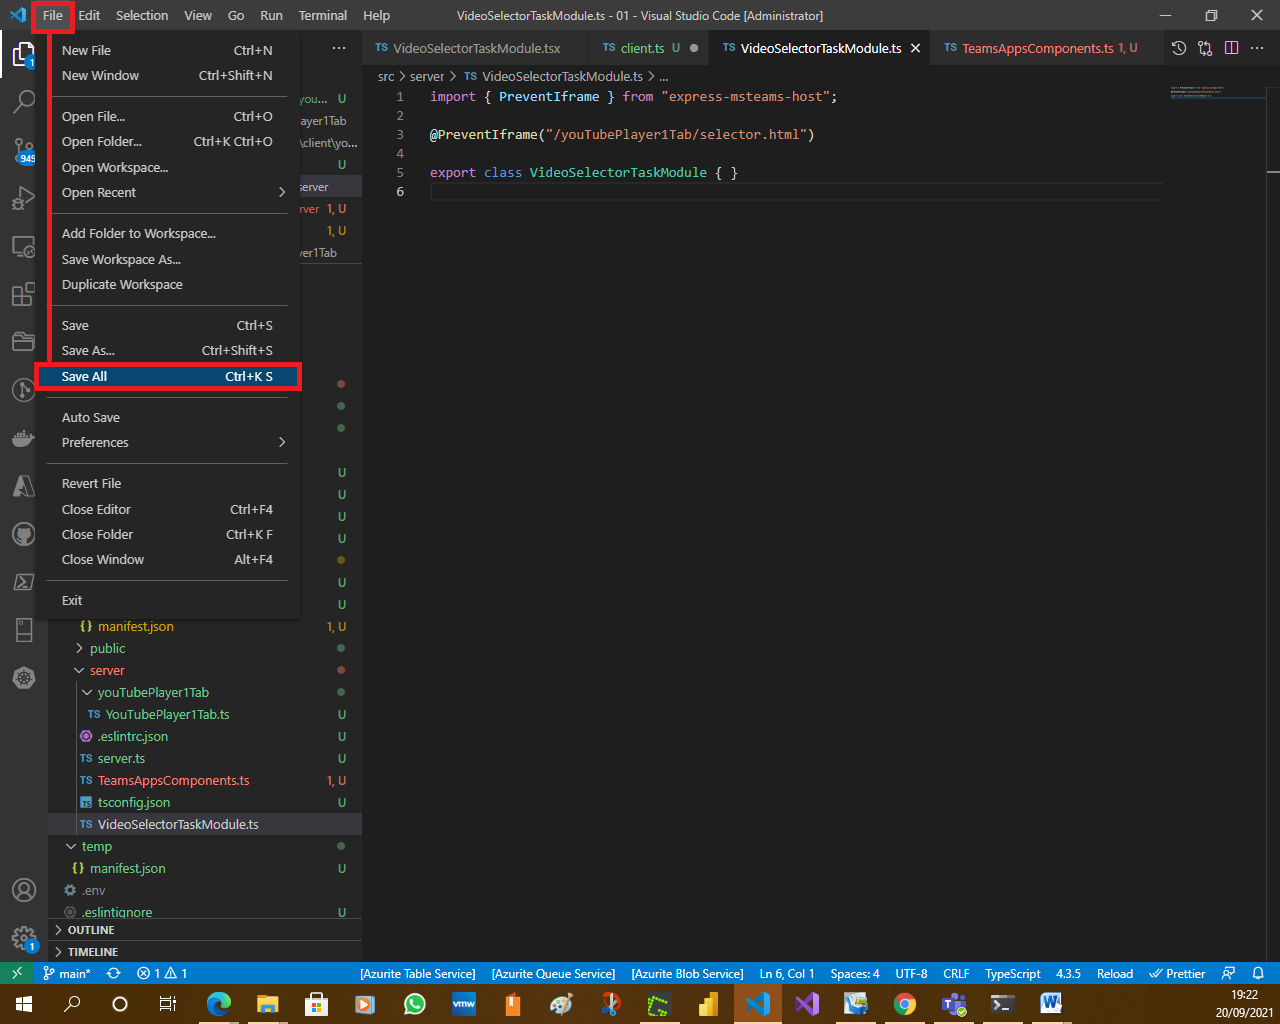 File Edit Selection View Go Run Terminal Help VideoSelectorTaskModule.ts - 01 - Visual Studio Code [Administrator]
New File Ctrl+N
New Window Ctrl+Shift+N
Open File... Ctrl+O
Open Folder... Ctrl+K Ctrl+O
Open Workspace...
Open Recent
Add Folder to Workspace...
Save Workspace As...
Duplicate Workspace
Save Ctrl+S
Save As... Ctrl+Shift+S
Save All Ctrl+K S
Auto Save
Preferences
Revert File
Close Editor Ctrl+F4
Close Folder Ctrl+K F
Close Window Alt+F4
Exit
1
949
you... U
ayer1Tab
\client\yo...
U
server
rver 1, U
1, U
yer1Tab
U
U
U
U
U
U
{} manifest.json 1, U
public
server
youTubePlayer1Tab
TS YouTubePlayer1Tab.ts U
.eslintrc.json U
TS server.ts U
TS TeamsAppsComponents.ts 1, U
TS tsconfig.json U
TS VideoSelectorTaskModule.ts
temp
{} manifest.json U
.env
.eslintignore U
OUTLINE
TIMELINE
1
TS VideoSelectorTaskModule.tsx TS client.ts U TS VideoSelectorTaskModule.ts TS TeamsAppsComponents.ts 1, U
src > server > TS VideoSelectorTaskModule.ts > ...
1 import { PreventIframe } from "express-msteams-host";
2
3 @PreventIframe("/youTubePlayer1Tab/selector.html")
4
5 export class VideoSelectorTaskModule { }
6
main* 1 1 [Azurite Table Service] [Azurite Queue Service] [Azurite Blob Service] Ln 6, Col 1 Spaces: 4 UTF-8 CRLF TypeScript 4.3.5 Reload Prettier
vmw
19:22
20/09/2021